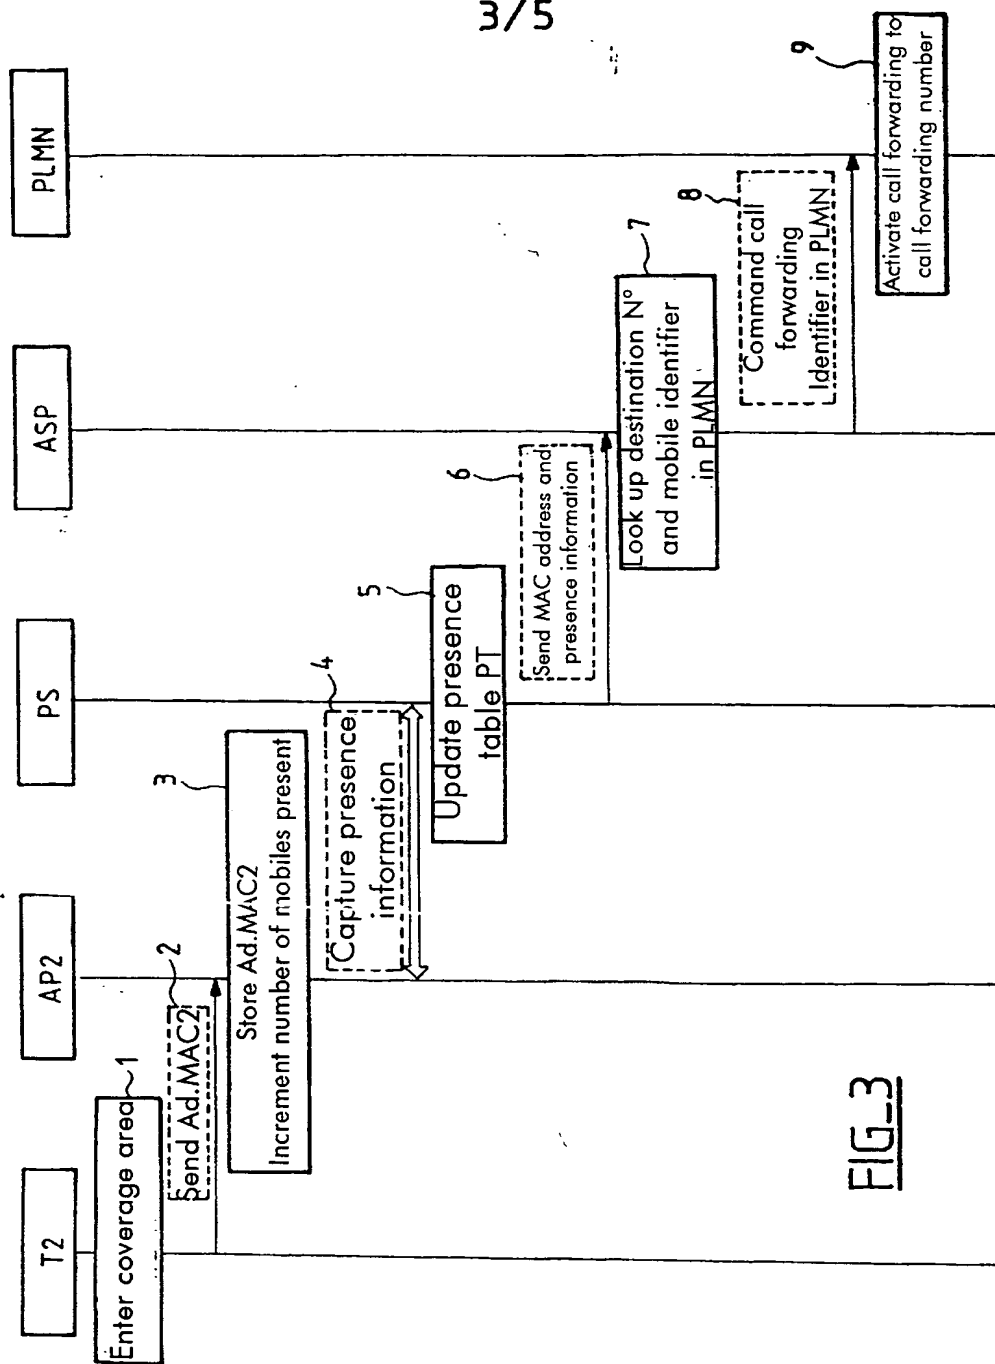 3/5
T2
AP2
PS
ASP
PLMN
Enter coverage area
1
Send Ad.MAC2
2
Store Ad.MAC2
Increment number of mobiles present
3
Capture presence
information
4
Update presence
table PT
5
Send MAC address and
presence information
6
Look up destination N°
and mobile identifier
in PLMN
7
Command call
forwarding
Identifier in PLMN
8
Activate call forwarding to
call forwarding number
9
FIG_3